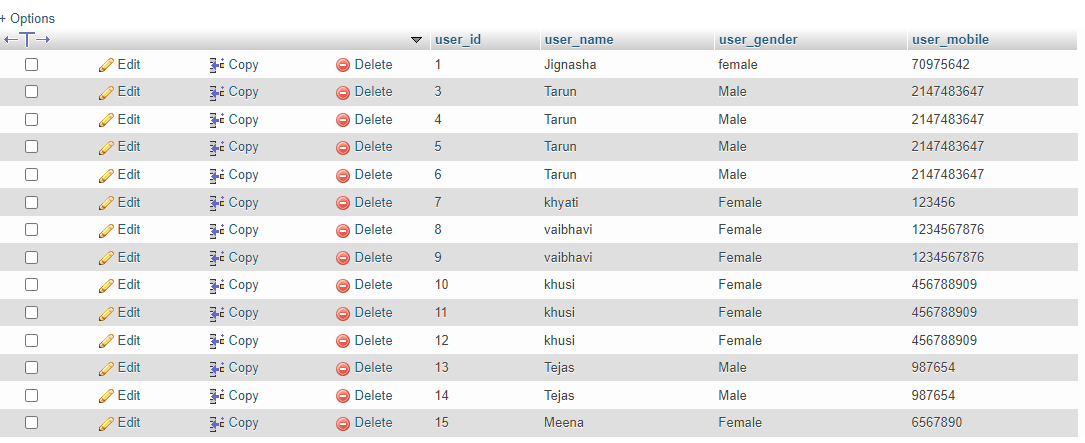 + Options
←T→ user_id user_name user_gender user_mobile
Edit Copy Delete 1 Jignasha female 70975642
Edit Copy Delete 3 Tarun Male 2147483647
Edit Copy Delete 4 Tarun Male 2147483647
Edit Copy Delete 5 Tarun Male 2147483647
Edit Copy Delete 6 Tarun Male 2147483647
Edit Copy Delete 7 khyati Female 123456
Edit Copy Delete 8 vaibhavi Female 1234567876
Edit Copy Delete 9 vaibhavi Female 1234567876
Edit Copy Delete 10 khusi Female 456788909
Edit Copy Delete 11 khusi Female 456788909
Edit Copy Delete 12 khusi Female 456788909
Edit Copy Delete 13 Tejas Male 987654
Edit Copy Delete 14 Tejas Male 987654
Edit Copy Delete 15 Meena Female 6567890